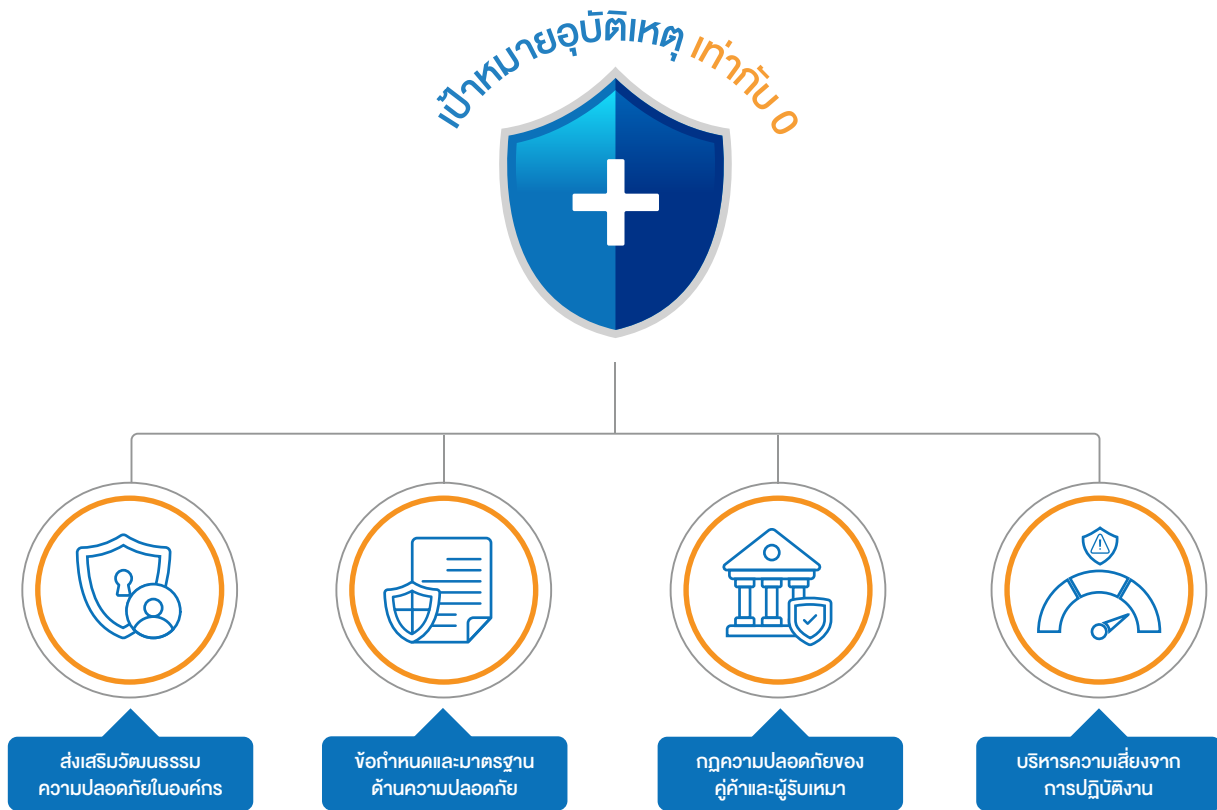 เป้าหมายอุบัติเหตุ เท่ากับ 0
ส่งเสริมวัฒนธรรม
ความปลอดภัยในองค์กร
ข้อกำหนดและมาตรฐาน
ด้านความปลอดภัย
กฎความปลอดภัยของ
คู่ค้าและผู้รับเหมา
บริหารความเสี่ยงจาก
การปฏิบัติงาน